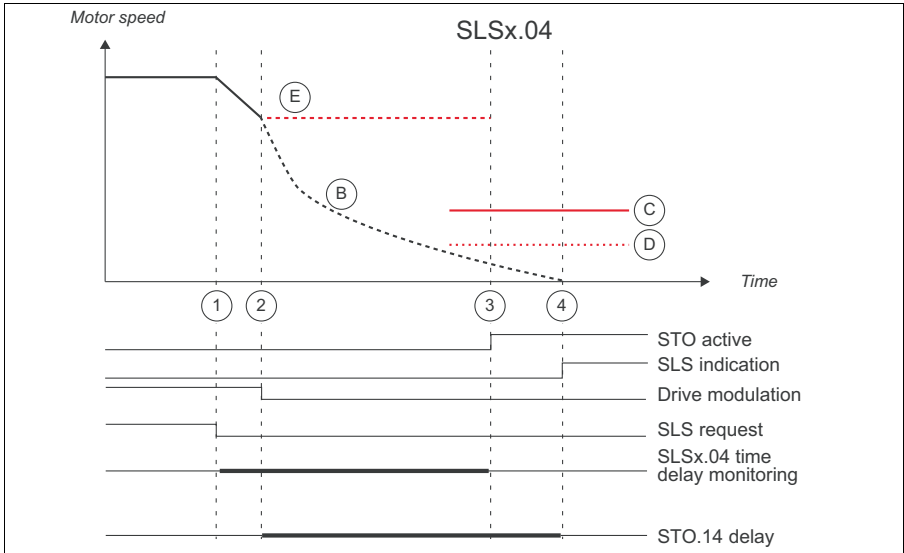 Motor speed
SLSx.04
E
B
C
D
Time
1
2
3
4
STO active
SLS indication
Drive modulation
SLS request
SLSx.04 time
delay monitoring
STO.14 delay